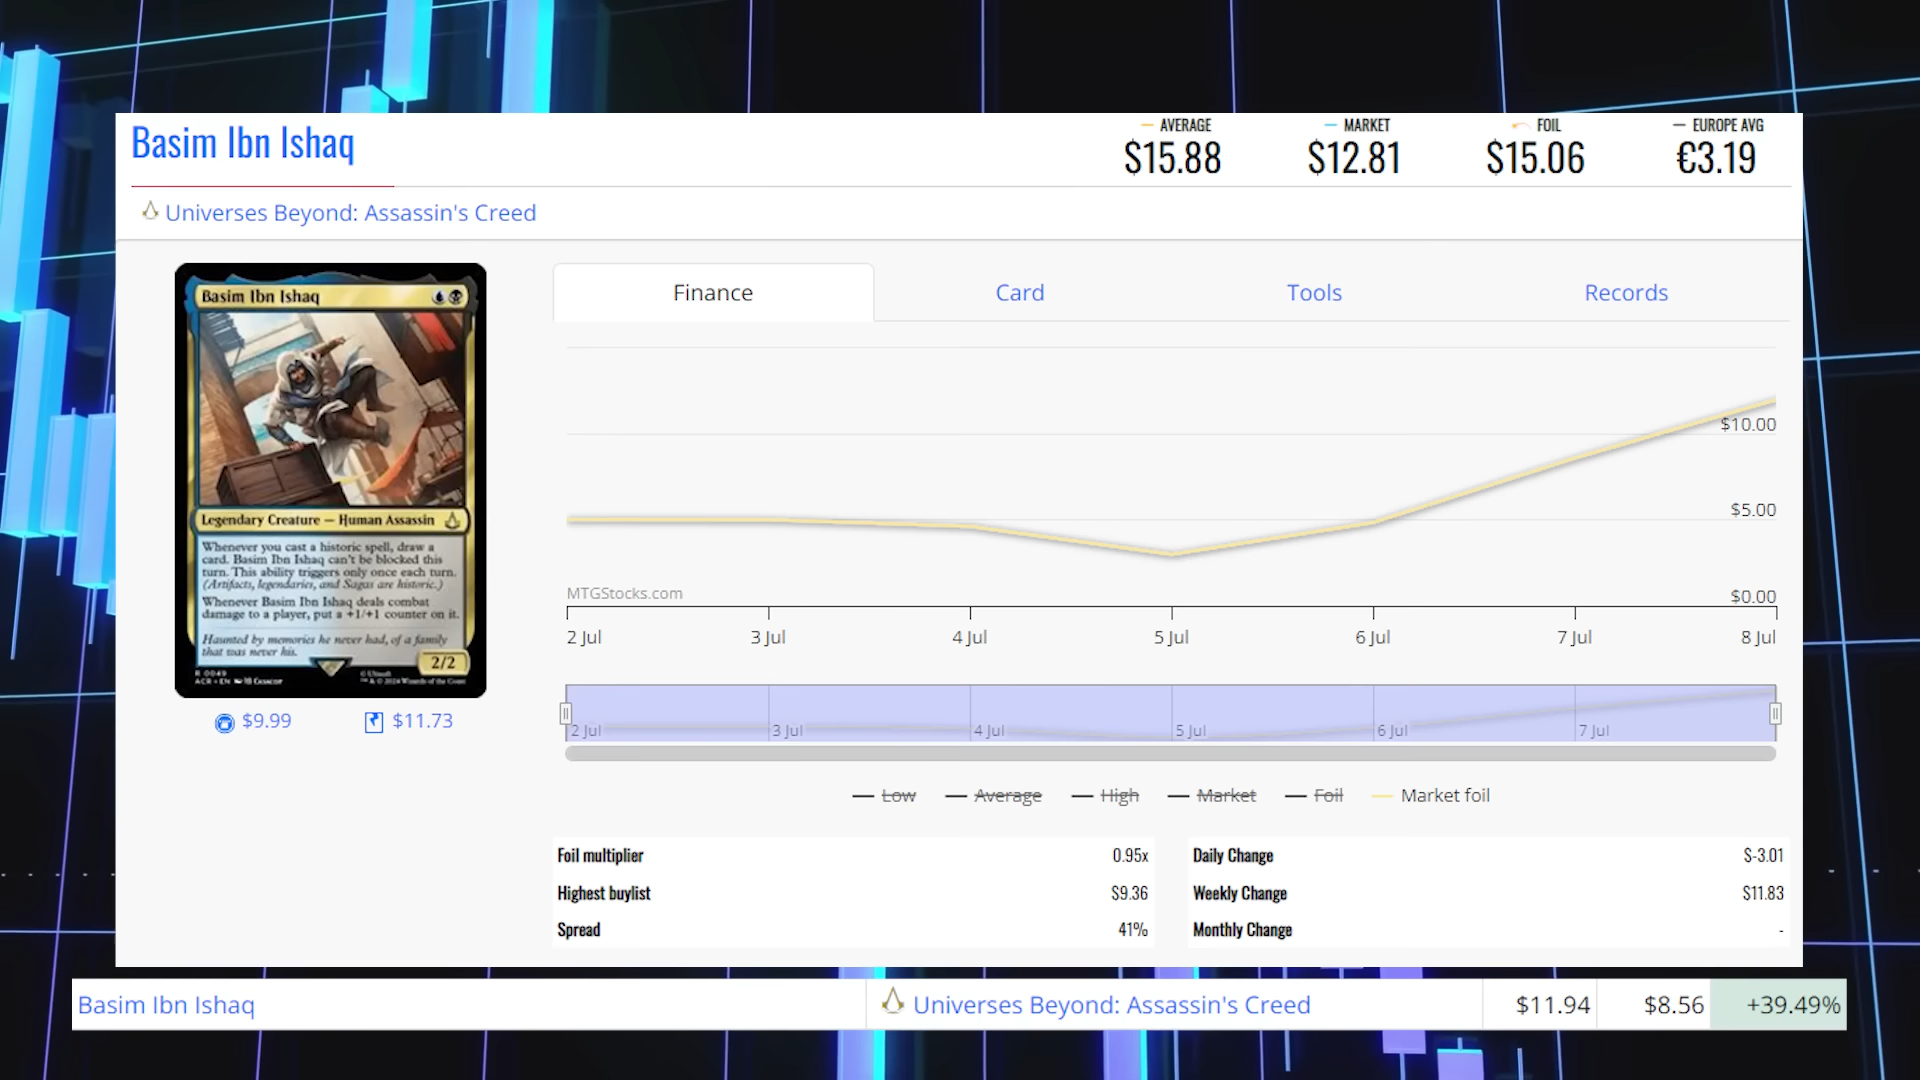 Basim Ibn Ishaq
AVERAGE
$15.88
MARKET
$12.81
FOIL
$15.06
EUROPE AVG
€3.19
Universes Beyond: Assassin's Creed
Basim Ibn Ishaq
Legendary Creature — Human Assassin
Whenever you cast a historic spell, draw a
card. Basim Ibn Ishaq can't be blocked this
turn. This ability triggers only once each turn.
(Artifacts, legendaries, and Sagas are historic.)
Whenever Basim Ibn Ishaq deals combat
damage to a player, put a +1/+1 counter on it.
Haunted by memories he never had, of a family
that was never his.
2/2
R 0049
ACR • EN
$9.99
$11.73
Finance
Card
Tools
Records
$10.00
$5.00
$0.00
MTGStocks.com
2 Jul 3 Jul 4 Jul 5 Jul 6 Jul 7 Jul 8 Jul
2 Jul 3 Jul 4 Jul 5 Jul 6 Jul 7 Jul
Low Average High Market Foil Market foil
Foil multiplier 0.95x
Highest buylist $9.36
Spread 41%
Daily Change $-3.01
Weekly Change $11.83
Monthly Change -
Basim Ibn Ishaq Universes Beyond: Assassin's Creed $11.94 $8.56 +39.49%